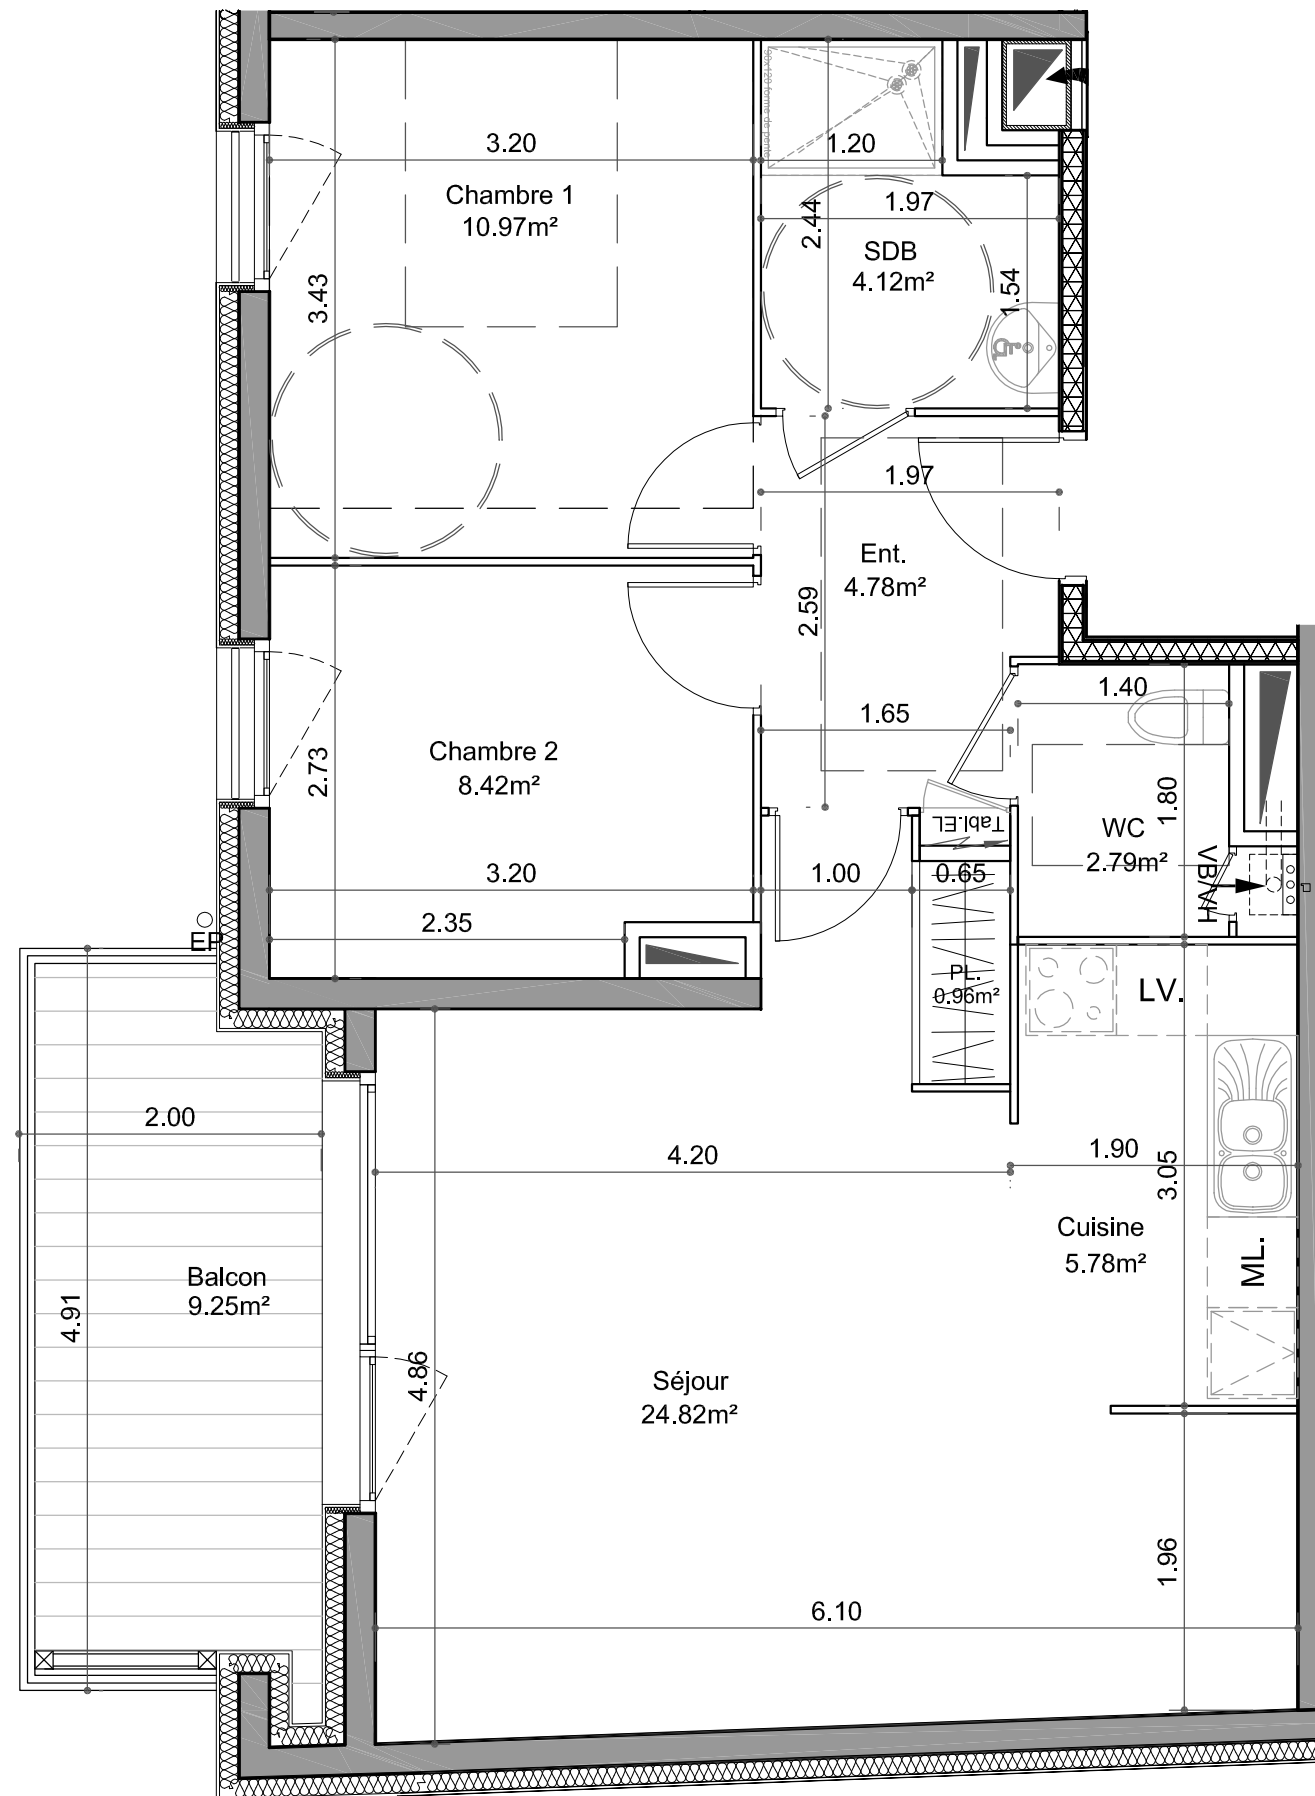 3.20
Chambre 1
10.97m²
3.43
90x120 forme de pente
1.20
2.44
1.97
SDB
4.12m²
1.54
1.97
Ent.
4.78m²
2.59
1.65
1.40
Chambre 2
8.42m²
2.73
Tabl.EL
WC
2.79m²
1.80
VB/VH
3.20
1.00
0.65
2.35
EP
PL.
0.96m²
LV.
2.00
4.20
1.90
3.05
Cuisine
5.78m²
ML.
Balcon
9.25m²
4.91
4.86
Séjour
24.82m²
1.96
6.10